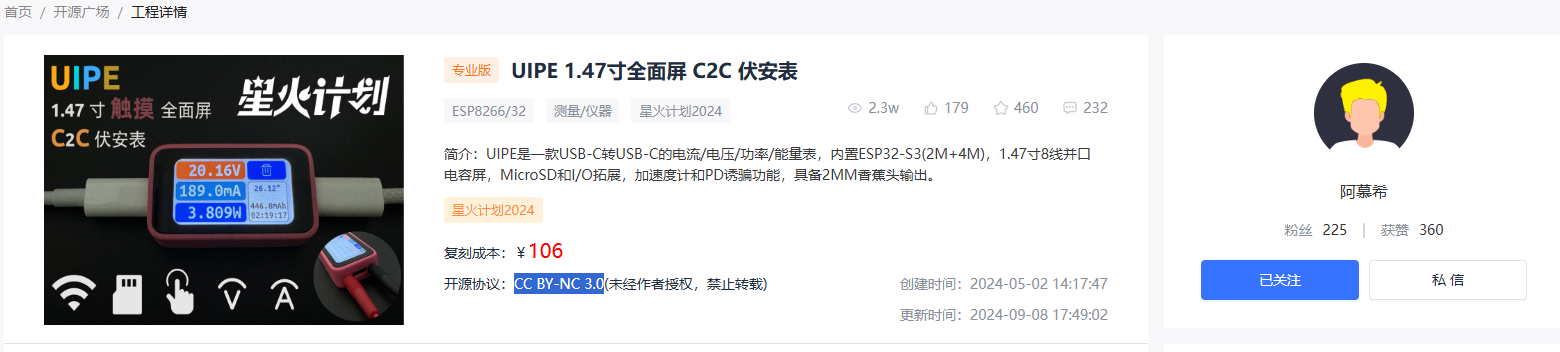 首页 / 开源广场 / 工程详情
UIPE
1.47 寸 触摸 全面屏
C2C 伏安表
星火计划
20.16V
189.0mA
3.809W
26.12°
446.8mAh
02:19:17
V
A
专业版 UIPE 1.47寸全面屏 C2C 伏安表
ESP8266/32 测量/仪器 星火计划2024 2.3w 179 460 232
简介：UIPE是一款USB-C转USB-C的电流/电压/功率/能量表，内置ESP32-S3(2M+4M)，1.47寸8线并口
电容屏，MicroSD和I/O拓展，加速度计和PD诱骗功能，具备2MM香蕉头输出。
星火计划2024
复刻成本：￥106
开源协议：CC BY-NC 3.0(未经作者授权，禁止转载) 创建时间：2024-05-02 14:17:47
更新时间：2024-09-08 17:49:02
阿慕希
粉丝 225 | 获赞 360
已关注 私 信